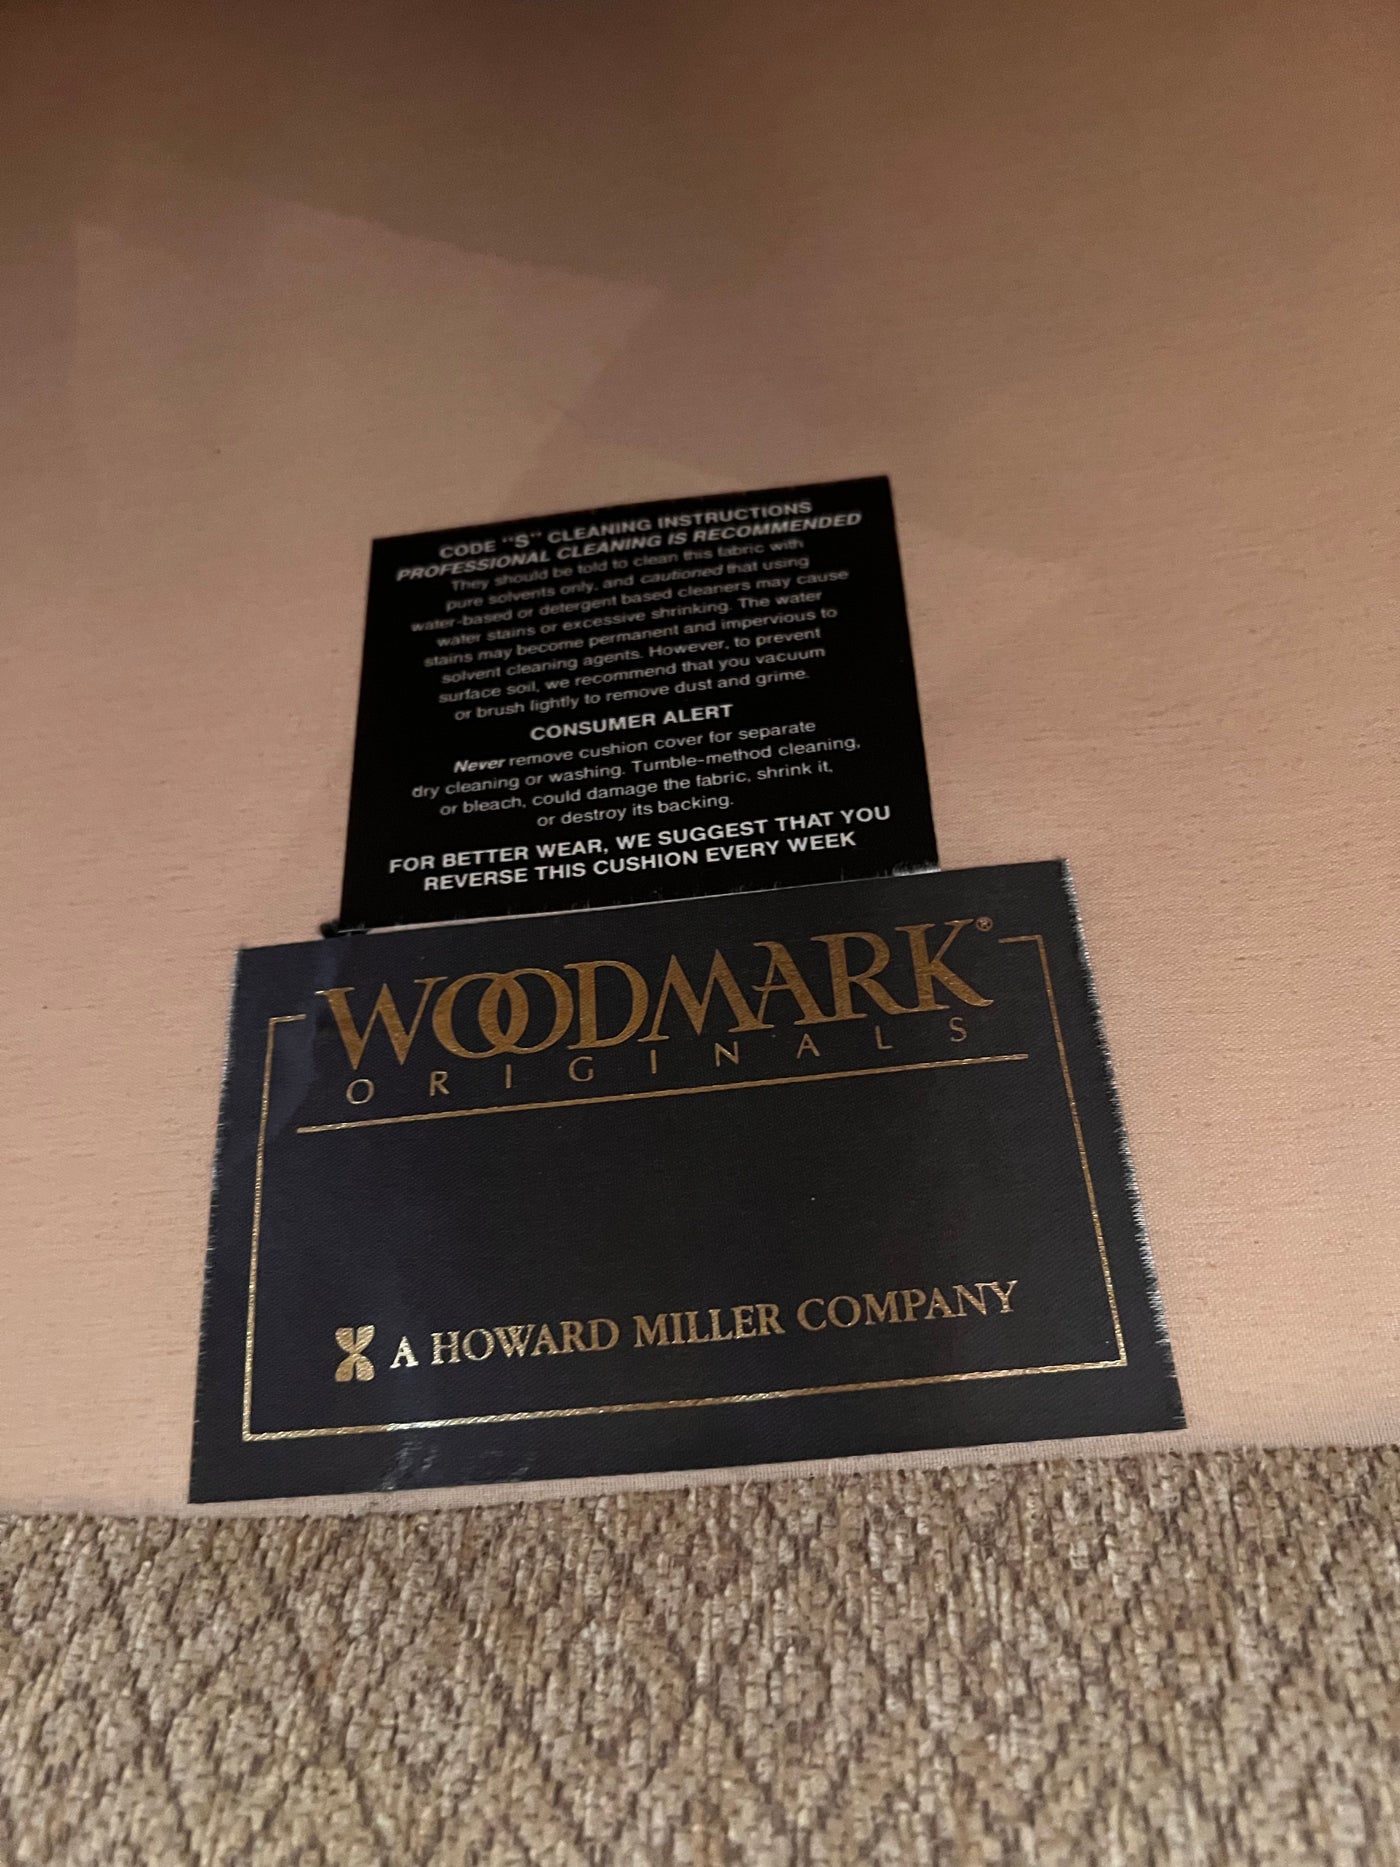 CODE "S" CLEANING INSTRUCTIONS
PROFESSIONAL CLEANING IS RECOMMENDED
They should be told to clean this fabric with
pure solvents only, and cautioned that using
water-based or detergent based cleaners may cause
water stains or excessive shrinking. The water
stains may become permanent and impervious to
solvent cleaning agents. However, to prevent
surface soil, we recommend that you vacuum
or brush lightly to remove dust and grime.
CONSUMER ALERT
Never remove cushion cover for separate
dry cleaning or washing. Tumble-method cleaning,
or bleach, could damage the fabric, shrink it,
or destroy its backing.
FOR BETTER WEAR, WE SUGGEST THAT YOU
REVERSE THIS CUSHION EVERY WEEK
WOODMARK®
ORIGINALS
A HOWARD MILLER COMPANY